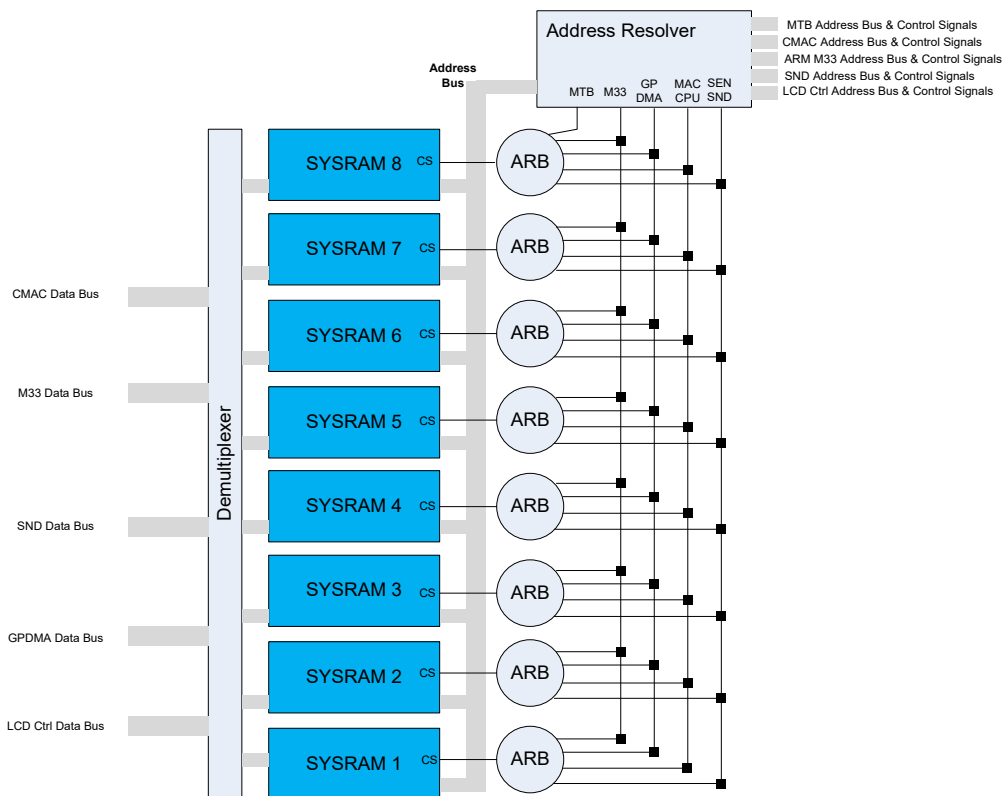 Address Resolver
MTB Address Bus & Control Signals
CMAC Address Bus & Control Signals
ARM M33 Address Bus & Control Signals
SND Address Bus & Control Signals
LCD Ctrl Address Bus & Control Signals
Address
Bus
MTB M33 GP DMA MAC CPU SEN SND
SYSRAM 8 CS ARB
SYSRAM 7 CS ARB
CMAC Data Bus
SYSRAM 6 CS ARB
M33 Data Bus
SYSRAM 5 CS ARB
Demultiplexer
SYSRAM 4 CS ARB
SND Data Bus
SYSRAM 3 CS ARB
GPDMA Data Bus
SYSRAM 2 CS ARB
LCD Ctrl Data Bus
SYSRAM 1 CS ARB